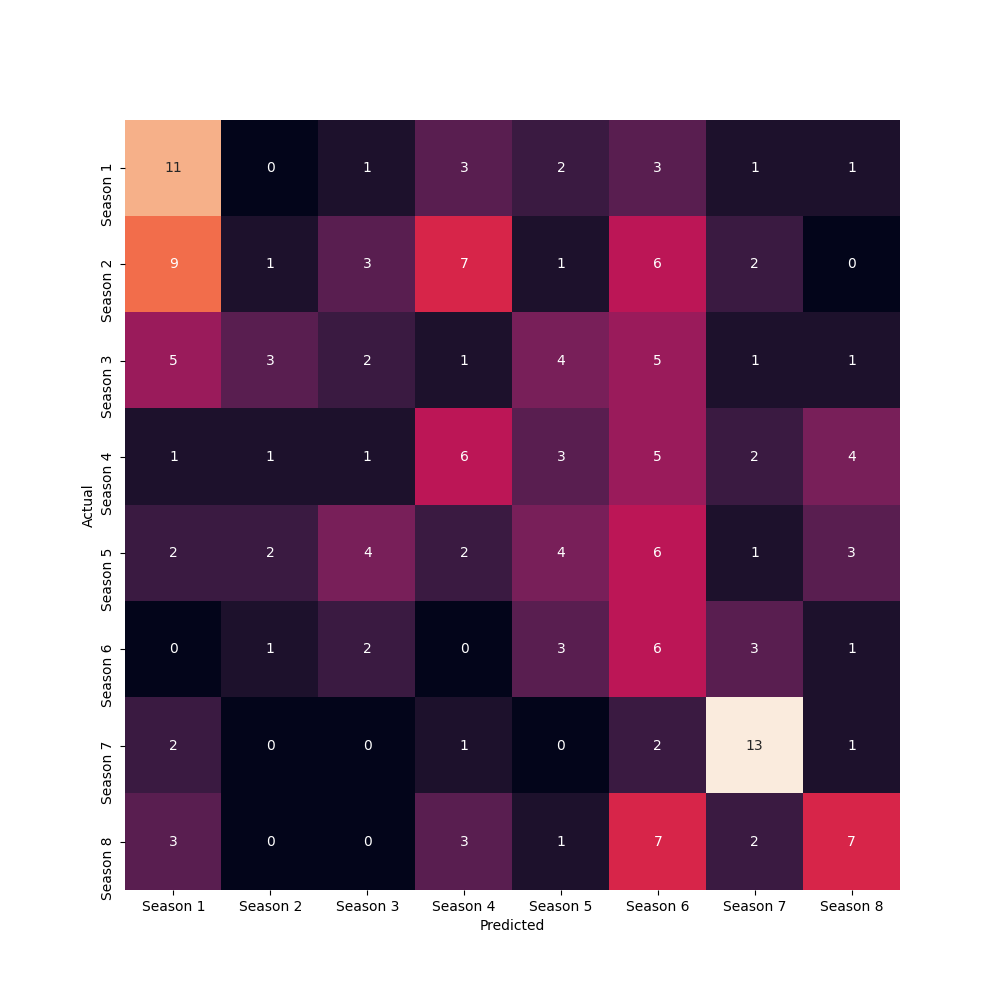 Season 1 11 0 1 3 2 3 1 1
Season 2 9 1 3 7 1 6 2 0
Season 3 5 3 2 1 4 5 1 1
Season 4 1 1 1 6 3 5 2 4
Actual
Season 5 2 2 4 2 4 6 1 3
Season 6 0 1 2 0 3 6 3 1
Season 7 2 0 0 1 0 2 13 1
Season 8 3 0 0 3 1 7 2 7
Season 1 Season 2 Season 3 Season 4 Season 5 Season 6 Season 7 Season 8
Predicted